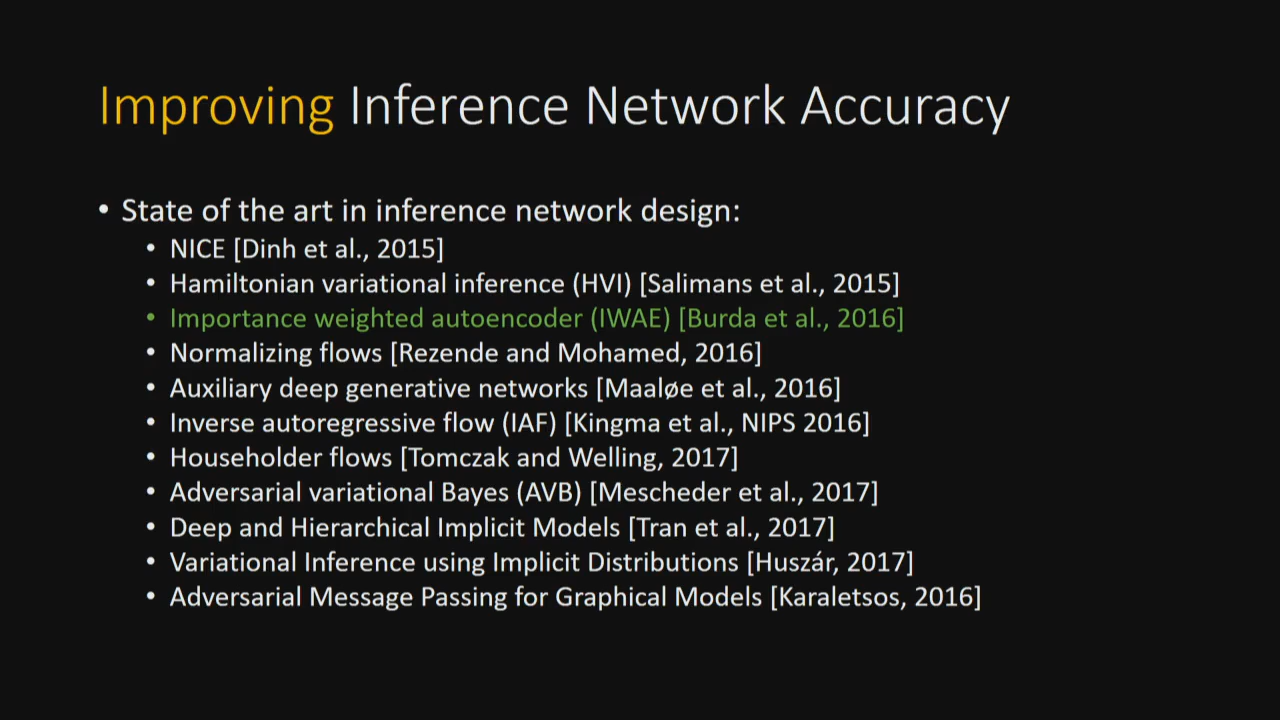 Improving Inference Network Accuracy
• State of the art in inference network design:
• NICE [Dinh et al., 2015]
• Hamiltonian variational inference (HVI) [Salimans et al., 2015]
• Importance weighted autoencoder (IWAE) [Burda et al., 2016]
• Normalizing flows [Rezende and Mohamed, 2016]
• Auxiliary deep generative networks [Maaløe et al., 2016]
• Inverse autoregressive flow (IAF) [Kingma et al., NIPS 2016]
• Householder flows [Tomczak and Welling, 2017]
• Adversarial variational Bayes (AVB) [Mescheder et al., 2017]
• Deep and Hierarchical Implicit Models [Tran et al., 2017]
• Variational Inference using Implicit Distributions [Huszár, 2017]
• Adversarial Message Passing for Graphical Models [Karaletsos, 2016]